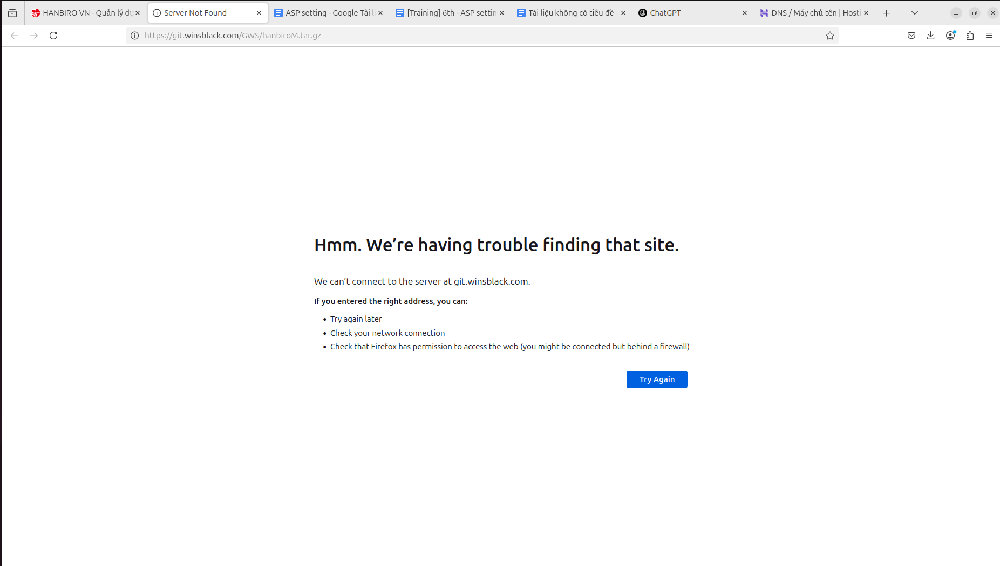 HANBIRO VN - Quản lý dự
Server Not Found
ASP setting - Google Tài li
[Training] 6th - ASP settin
Tài liệu không có tiêu đề -
ChatGPT
DNS / Máy chủ tên | Hosti
https://git.winsblack.com/GWS/hanbiroM.tar.gz
Hmm. We’re having trouble finding that site.
We can’t connect to the server at git.winsblack.com.
If you entered the right address, you can:
• Try again later
• Check your network connection
• Check that Firefox has permission to access the web (you might be connected but behind a firewall)
Try Again